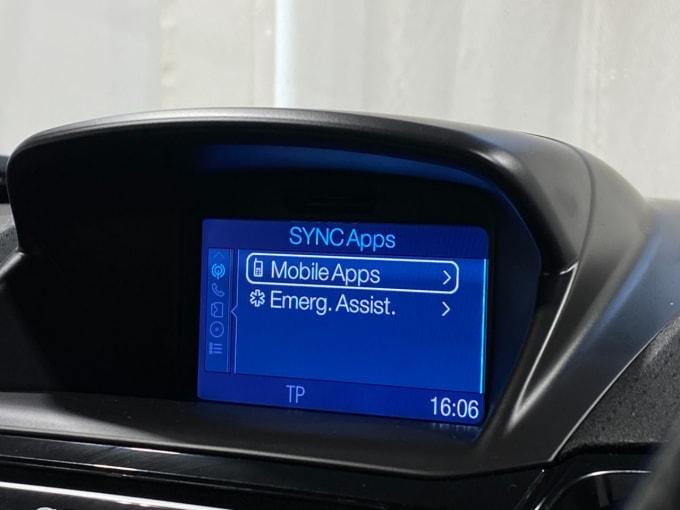 SYNC Apps
Mobile Apps
Emerg. Assist.
TP
16:06